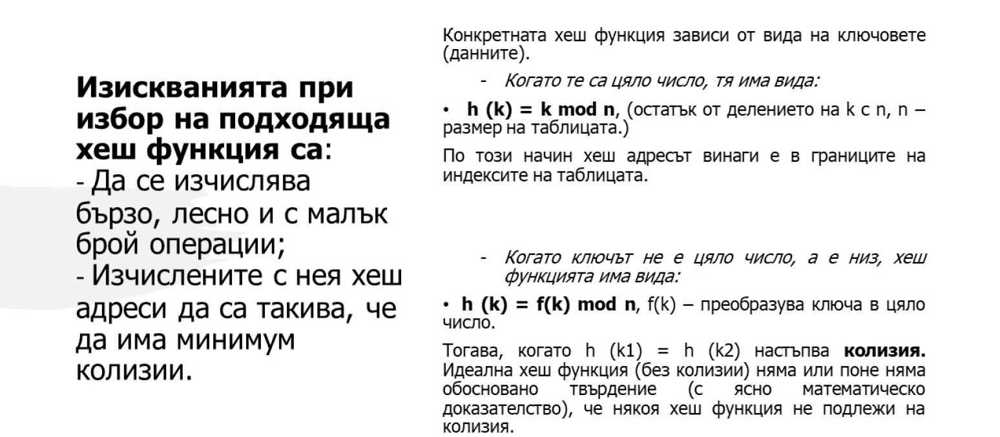 Изискванията при
избор на подходяща
хеш функция са:
- Да се изчислява
бързо, лесно и с малък
брой операции;
- Изчислените с нея хеш
адреси да са такива, че
да има минимум
колизии.
Конкретната хеш функция зависи от вида на ключовете
(данните).
- Когато те са цяло число, тя има вида:
• h (k) = k mod n, (остатък от делението на k с n, n –
размер на таблицата.)
По този начин хеш адресът винаги е в границите на
индексите на таблицата.
- Когато ключът не е цяло число, а е низ, хеш
функцията има вида:
• h (k) = f(k) mod n, f(k) – преобразува ключа в цяло
число.
Тогава, когато h (k1) = h (k2) настъпва колизия.
Идеална хеш функция (без колизии) няма или поне няма
обосновано твърдение (с ясно математическо
доказателство), че някоя хеш функция не подлежи на
колизия.